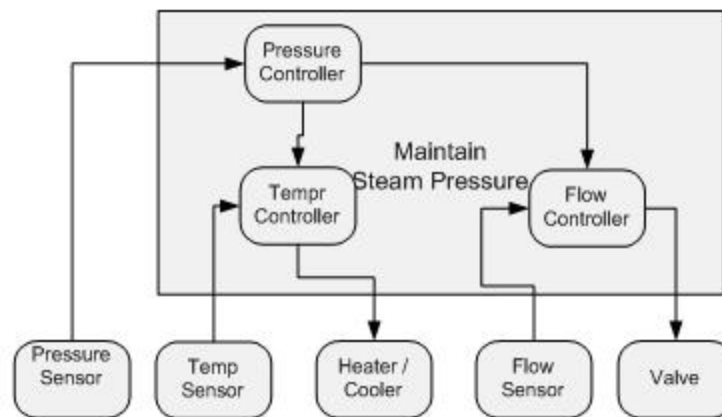 Pressure
Controller
Maintain
Steam Pressure
Tempr
Controller
Flow
Controller
Pressure
Sensor
Temp
Sensor
Heater /
Cooler
Flow
Sensor
Valve